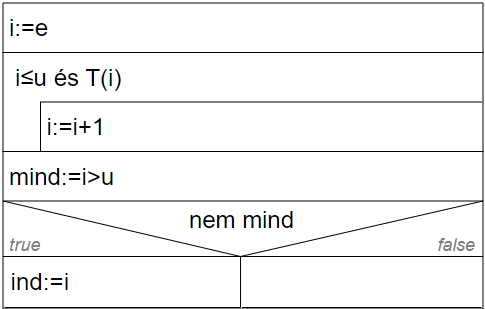 i:=e
i≤u és T(i)
i:=i+1
mind:=i>u
nem mind
true
false
ind:=i